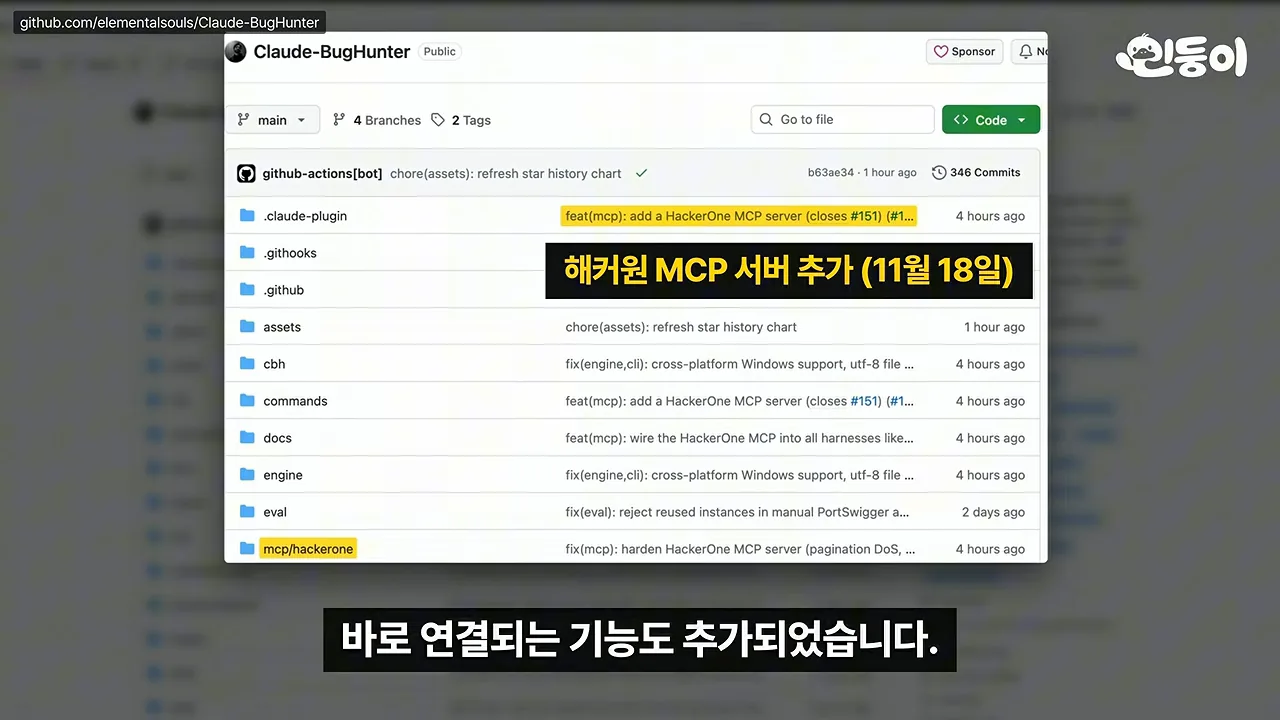 github.com/elementalsouls/Claude-BugHunter
인둥이
Claude-BugHunter Public
Sponsor
main
4 Branches
2 Tags
Go to file
Code
github-actions[bot] chore(assets): refresh star history chart
b63ae34 · 1 hour ago
346 Commits
.claude-plugin feat(mcp): add a HackerOne MCP server (closes #151) (#1... 4 hours ago
.githooks
해커원 MCP 서버 추가 (11월 18일)
.github
assets chore(assets): refresh star history chart 1 hour ago
cbh fix(engine,cli): cross-platform Windows support, utf-8 file ... 4 hours ago
commands feat(mcp): add a HackerOne MCP server (closes #151) (#1... 4 hours ago
docs feat(mcp): wire the HackerOne MCP into all harnesses like... 4 hours ago
engine fix(engine,cli): cross-platform Windows support, utf-8 file ... 4 hours ago
eval fix(eval): reject reused instances in manual PortSwigger a... 2 days ago
mcp/hackerone fix(mcp): harden HackerOne MCP server (pagination DoS, ... 4 hours ago
바로 연결되는 기능도 추가되었습니다.